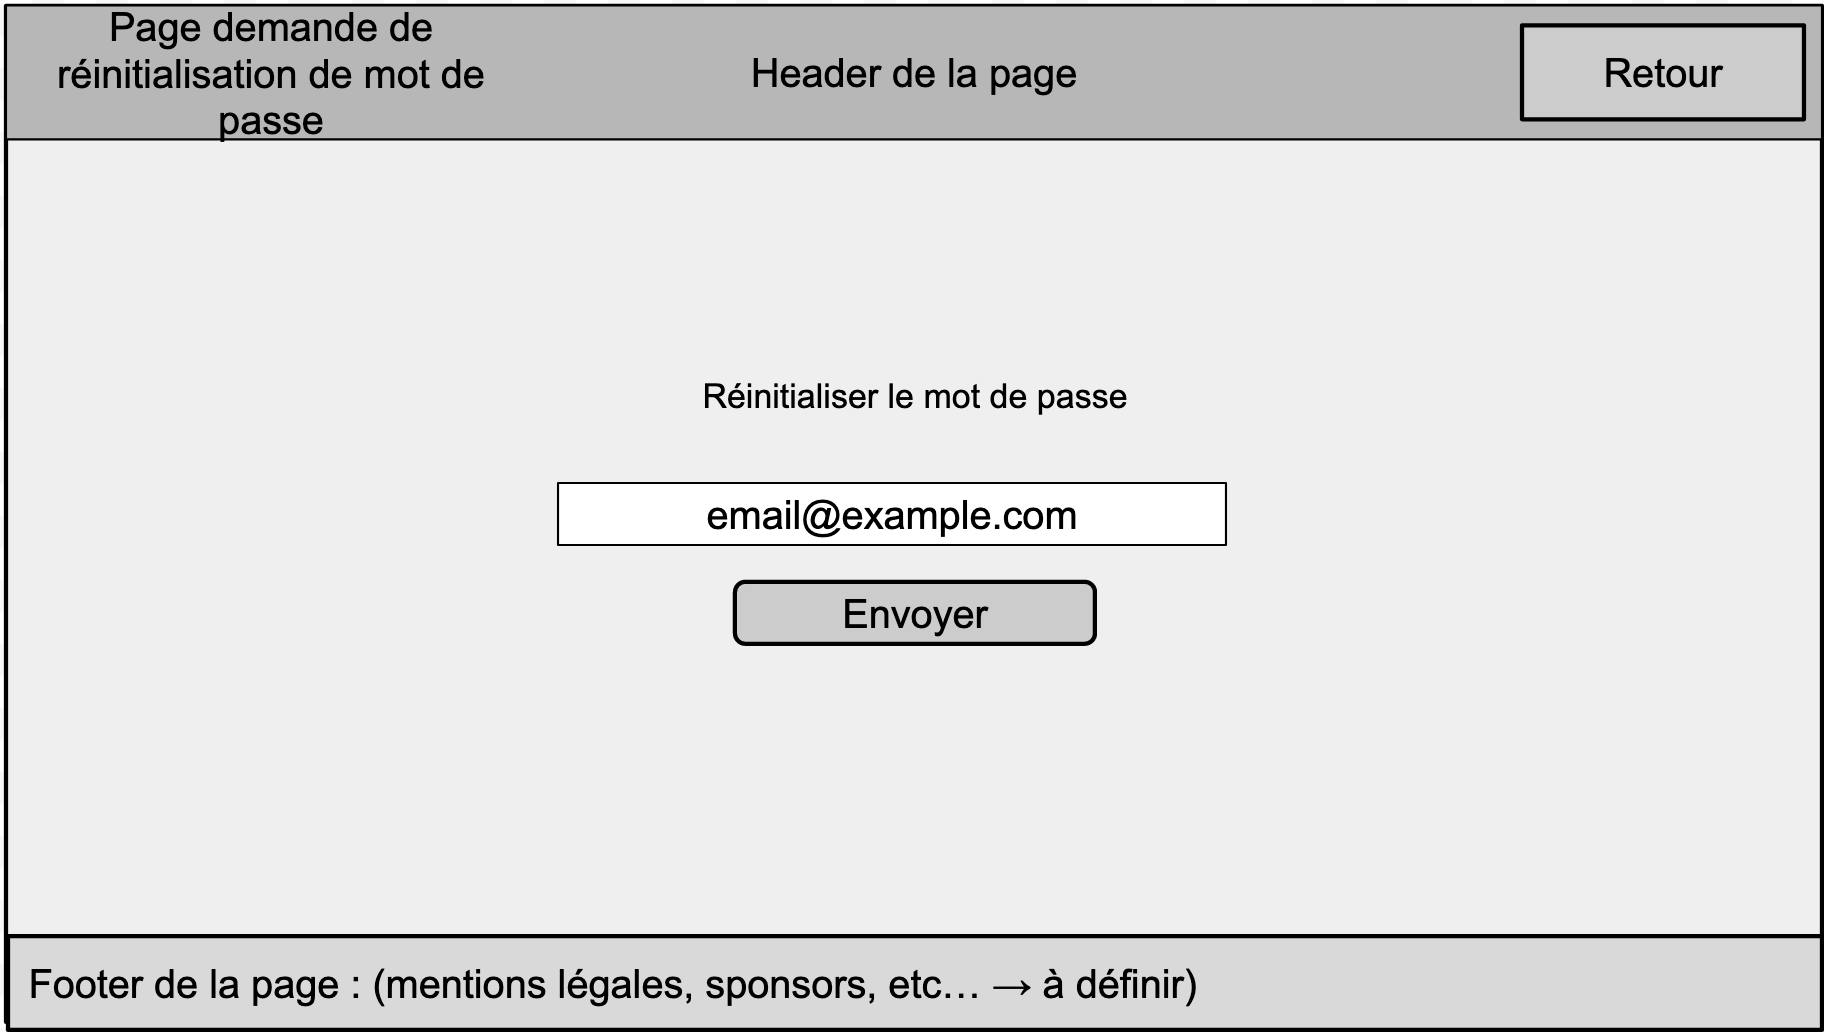 Page demande de
réinitialisation de mot de
passe
Header de la page
Retour
Réinitialiser le mot de passe
email@example.com
Envoyer
Footer de la page : (mentions légales, sponsors, etc… → à définir)